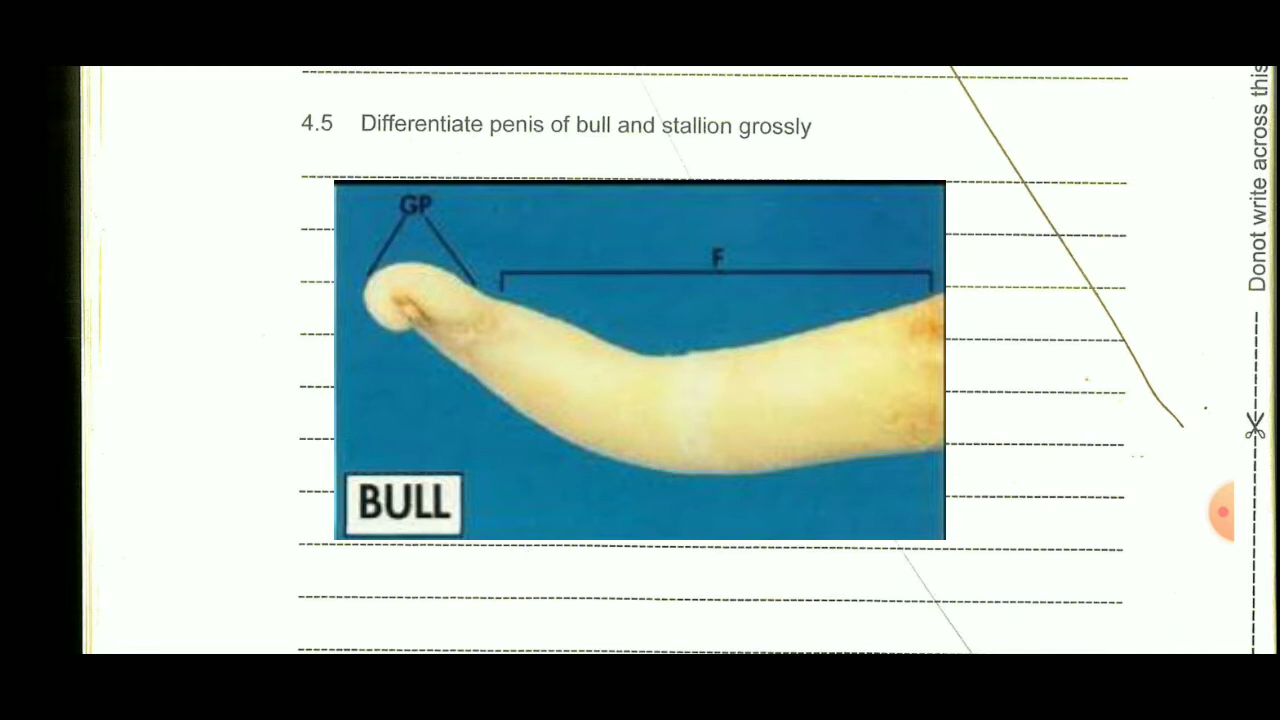 4.5 Differentiate penis of bull and stallion grossly
GP
F
BULL
Donot write across this